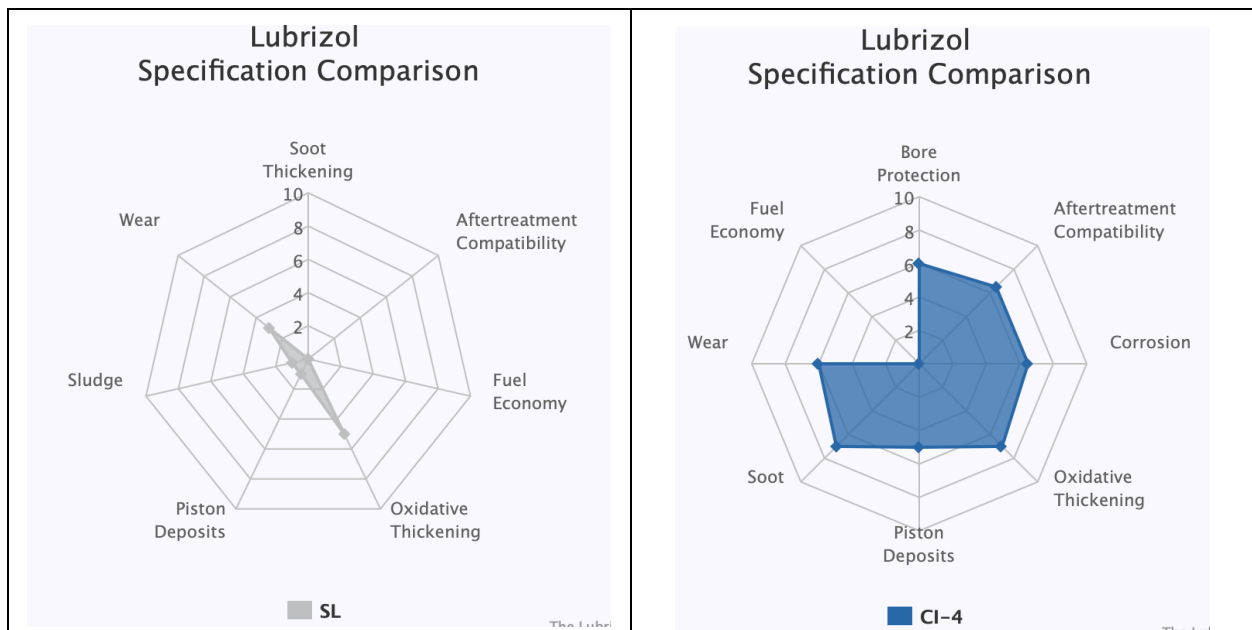 Lubrizol
Specification Comparison
Soot
Thickening
10
8
6
4
2
Wear
Aftertreatment
Compatibility
Sludge
Fuel
Economy
Piston
Deposits
Oxidative
Thickening
SL
The Lubri
Lubrizol
Specification Comparison
Bore
Protection
10
8
6
4
2
Fuel
Economy
Aftertreatment
Compatibility
Wear
Corrosion
Soot
Oxidative
Thickening
Piston
Deposits
CI-4